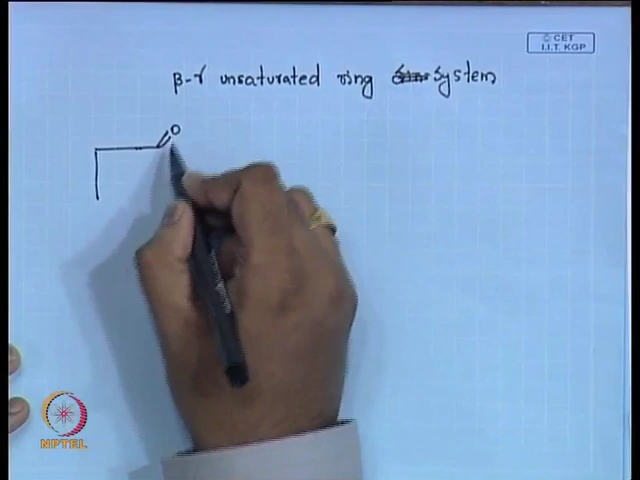 © CET
I.I.T. KGP
β-γ unsaturated ring system
O
NPTEL